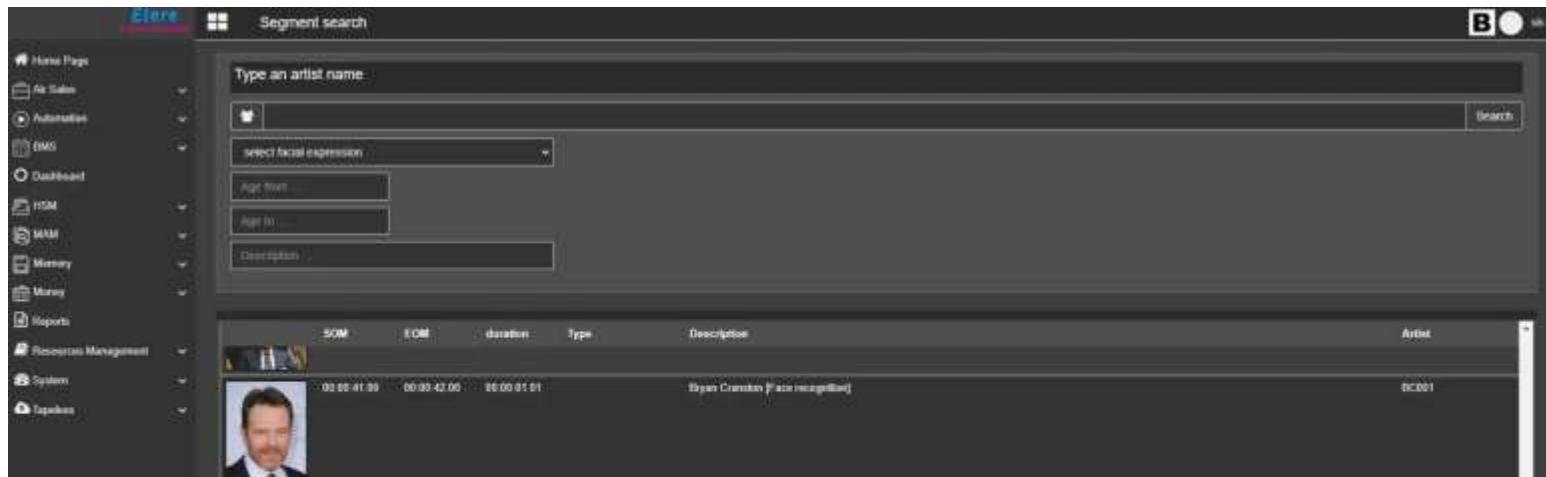 Etere
Segment search
B
Home Page
Air Sales
Automation
BMS
Dashboard
HSM
MAM
Memory
Money
Reports
Resources Management
System
Tapeless
Type an artist name
Search
select facial expression
Age from ...
Age to ...
Description ...
SOM EOM duration Type Description Artist
00:00:41.00 00:00:42.00 00:00:01.01 Bryan Cranston [Face recognition] BC001